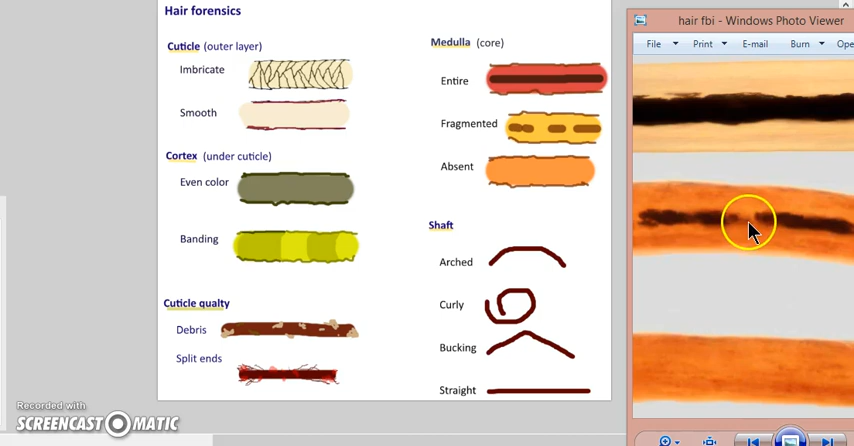 Hair forensics
Cuticle (outer layer)
Imbricate
Smooth
Cortex (under cuticle)
Even color
Banding
Cuticle qualty
Debris
Split ends
Medulla (core)
Entire
Fragmented
Absent
Shaft
Arched
Curly
Bucking
Straight
hair fbi - Windows Photo Viewer
File Print E-mail Burn Ope
Recorded with
SCREENCAST MATIC